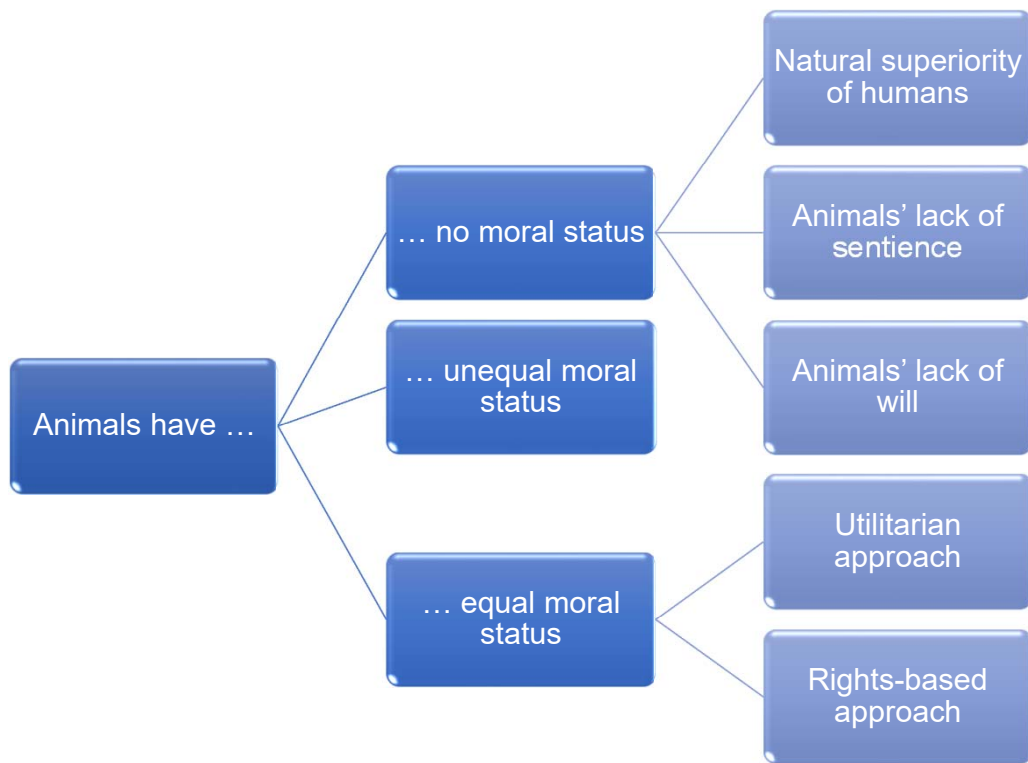 Animals have …
… no moral status
… unequal moral
status
… equal moral
status
Natural superiority
of humans
Animals’ lack of
sentience
Animals’ lack of
will
Utilitarian
approach
Rights-based
approach